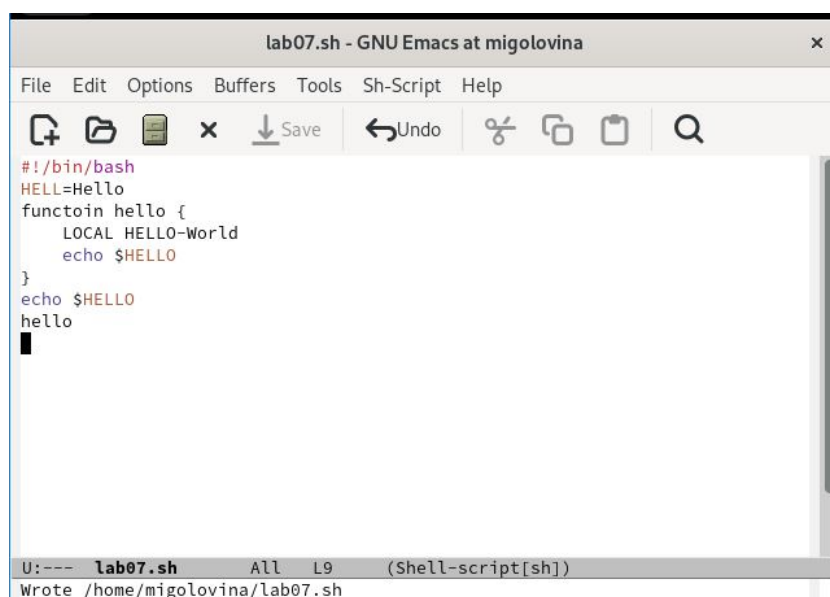 lab07.sh - GNU Emacs at migolovina
File Edit Options Buffers Tools Sh-Script Help
Save Undo
#!/bin/bash
HELL=Hello
functoin hello {
    LOCAL HELLO-World
    echo $HELLO
}
echo $HELLO
hello
U:--- lab07.sh All L9 (Shell-script[sh])
Wrote /home/migolovina/lab07.sh